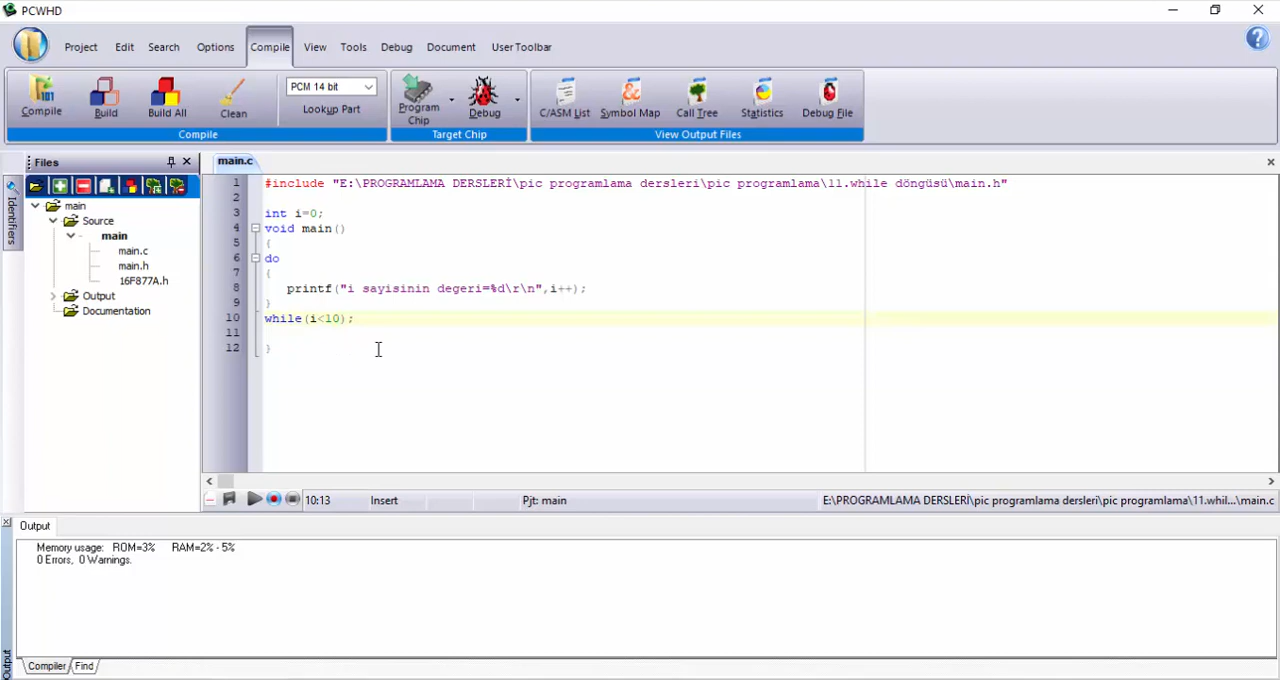 PCWHD
Project Edit Search Options Compile View Tools Debug Document User Toolbar
Compile Build Build All Clean
PCM 14 bit
Lookup Part
Program Chip
Debug
C/ASM List Symbol Map Call Tree Statistics Debug File
Compile Target Chip View Output Files
Files
main.c
Identifiers
main
Source
main
main.c
main.h
16F877A.h
Output
Documentation
1 #include "E:\PROGRAMLAMA DERSLERİ\pic programlama dersleri\pic programlama\11.while döngüsü\main.h"
2
3 int i=0;
4 void main()
5 {
6 do
7 {
8 printf("i sayisinin degeri=%d\r\n",i++);
9 }
10 while(i<10);
11
12 }
10:13 Insert Pjt: main E:\PROGRAMLAMA DERSLERİ\pic programlama dersleri\pic programlama\11.whil...\main.c
Output
Memory usage: ROM=3% RAM=2% - 5%
0 Errors, 0 Warnings.
Output
Compiler Find